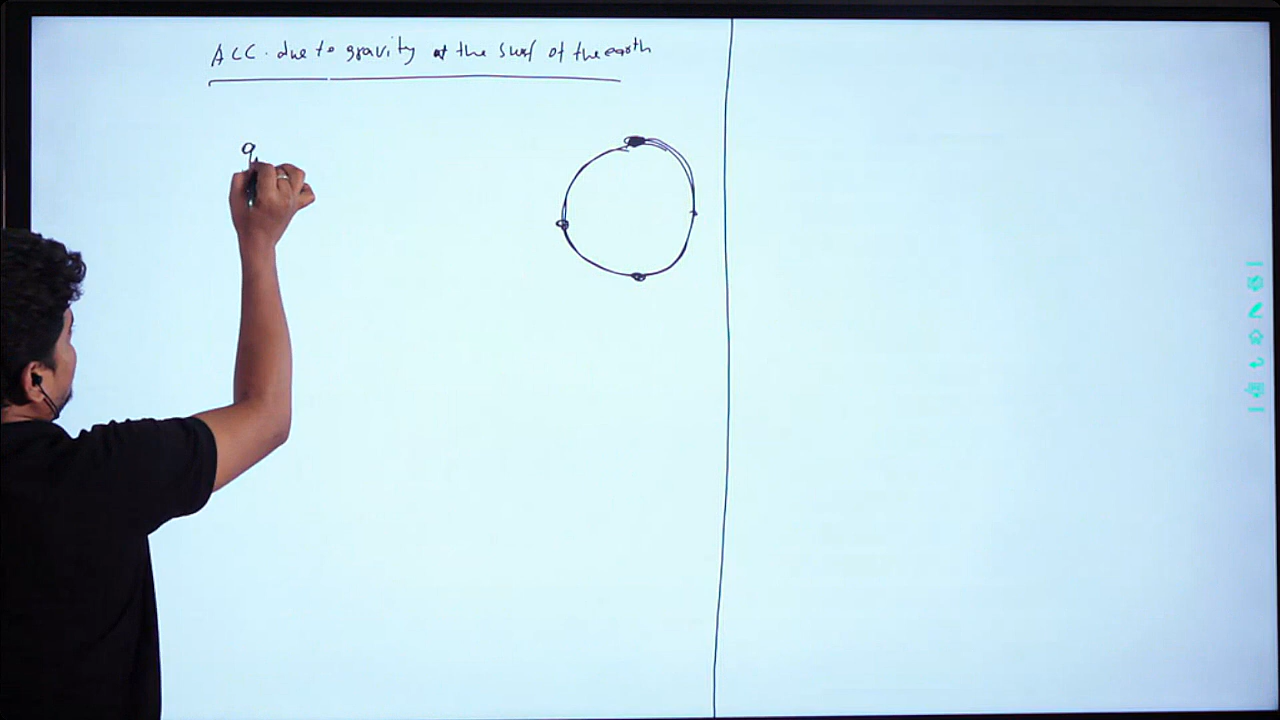 ACC. due to gravity at the surf of the earth
g